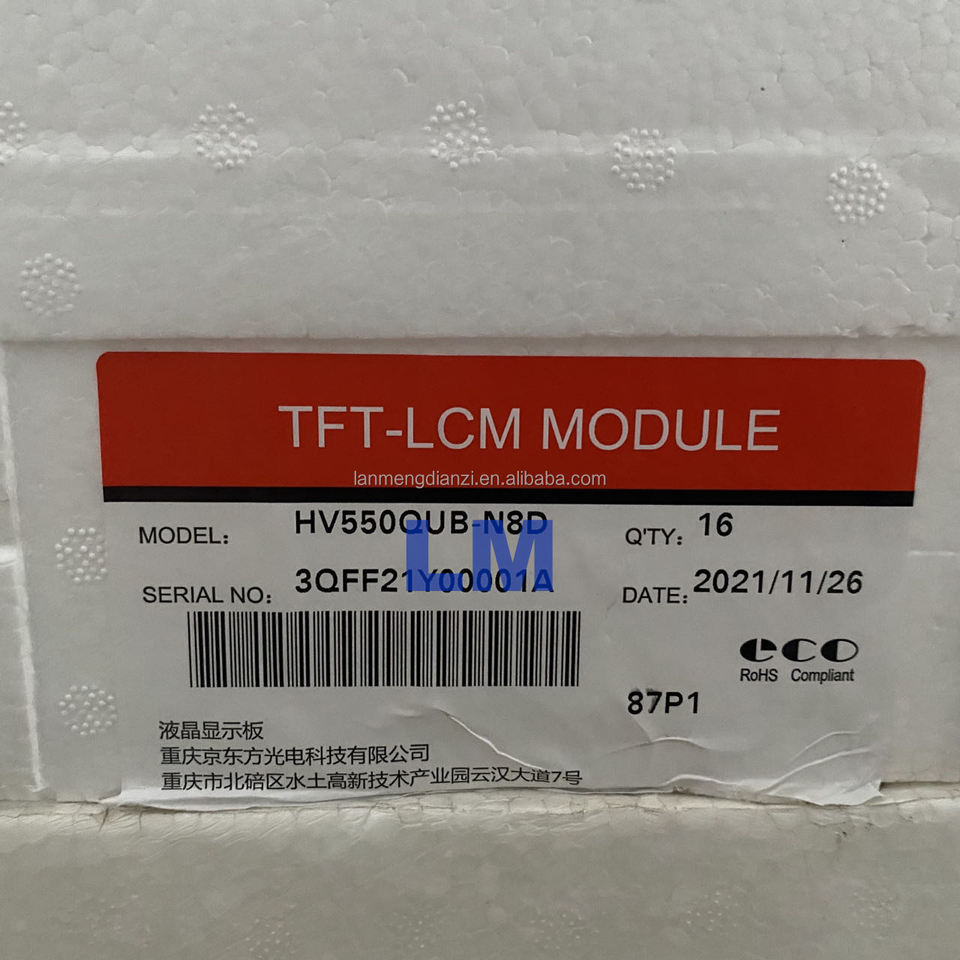 TFT-LCM MODULE
lanmengdianzi.en.alibaba.com
MODEL: HV550QUB-N8D Q'TY: 16
LM
SERIAL NO: 3QFF21Y00001A DATE: 2021/11/26
eco
RoHS Compliant
87P1
液晶显示板
重庆京东方光电科技有限公司
重庆市北碚区水土高新技术产业园云汉大道7号